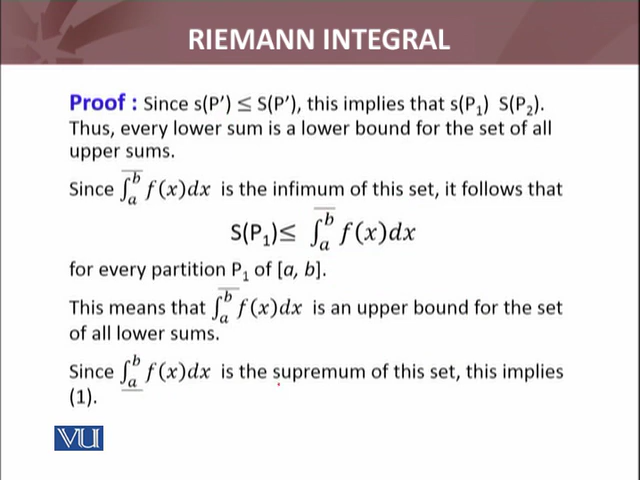 RIEMANN INTEGRAL
Proof : Since s(P') ≤ S(P'), this implies that s(P₁)  S(P₂).
Thus, every lower sum is a lower bound for the set of all
upper sums.
Since ∫̅ₐᵇ f(x)dx is the infimum of this set, it follows that
S(P₁)≤ ∫̅ₐᵇ f(x)dx
for every partition P₁ of [a, b].
This means that ∫̅ₐᵇ f(x)dx is an upper bound for the set
of all lower sums.
Since ∫̲ₐᵇ f(x)dx is the supremum of this set, this implies
(1).
VU